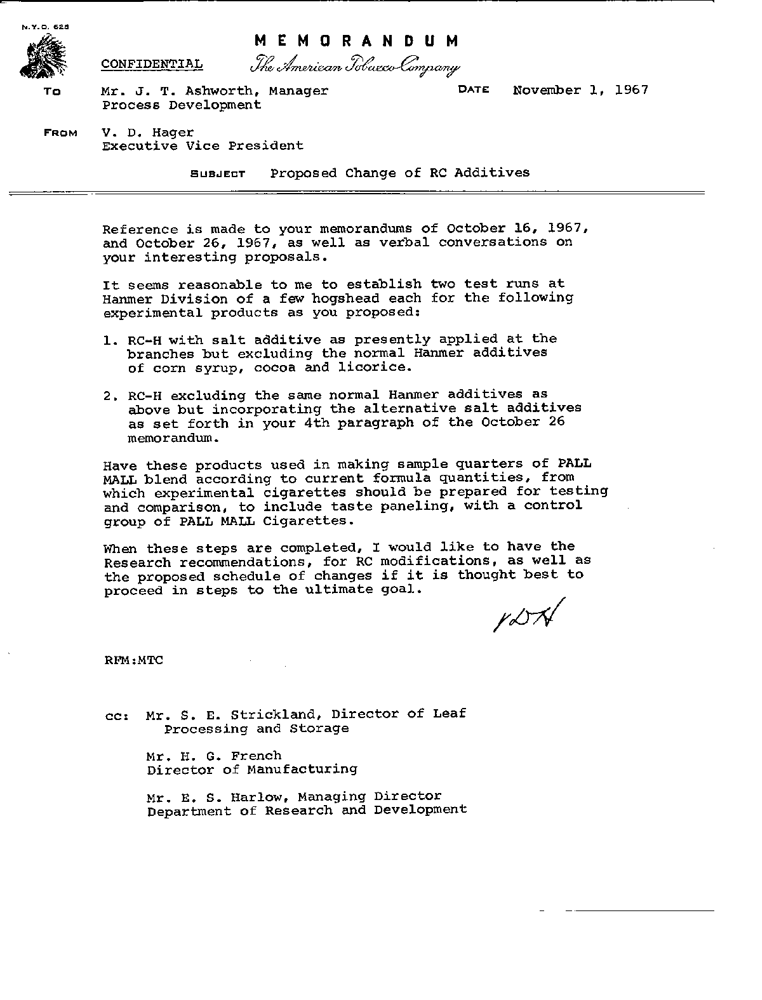 N.Y.O. 625
MEMORANDUM
CONFIDENTIAL The American Tobacco Company
TO Mr. J. T. Ashworth, Manager DATE November 1, 1967
Process Development
FROM V. D. Hager
Executive Vice President
SUBJECT Proposed Change of RC Additives
Reference is made to your memorandums of October 16, 1967,
and October 26, 1967, as well as verbal conversations on
your interesting proposals.
It seems reasonable to me to establish two test runs at
Hanmer Division of a few hogshead each for the following
experimental products as you proposed:
1. RC-H with salt additive as presently applied at the
branches but excluding the normal Hanmer additives
of corn syrup, cocoa and licorice.
2. RC-H excluding the same normal Hanmer additives as
above but incorporating the alternative salt additives
as set forth in your 4th paragraph of the October 26
memorandum.
Have these products used in making sample quarters of PALL
MALL blend according to current formula quantities, from
which experimental cigarettes should be prepared for testing
and comparison, to include taste paneling, with a control
group of PALL MALL Cigarettes.
When these steps are completed, I would like to have the
Research recommendations, for RC modifications, as well as
the proposed schedule of changes if it is thought best to
proceed in steps to the ultimate goal.
VDH
RFM:MTC
cc: Mr. S. E. Strickland, Director of Leaf
Processing and Storage
Mr. H. G. French
Director of Manufacturing
Mr. E. S. Harlow, Managing Director
Department of Research and Development